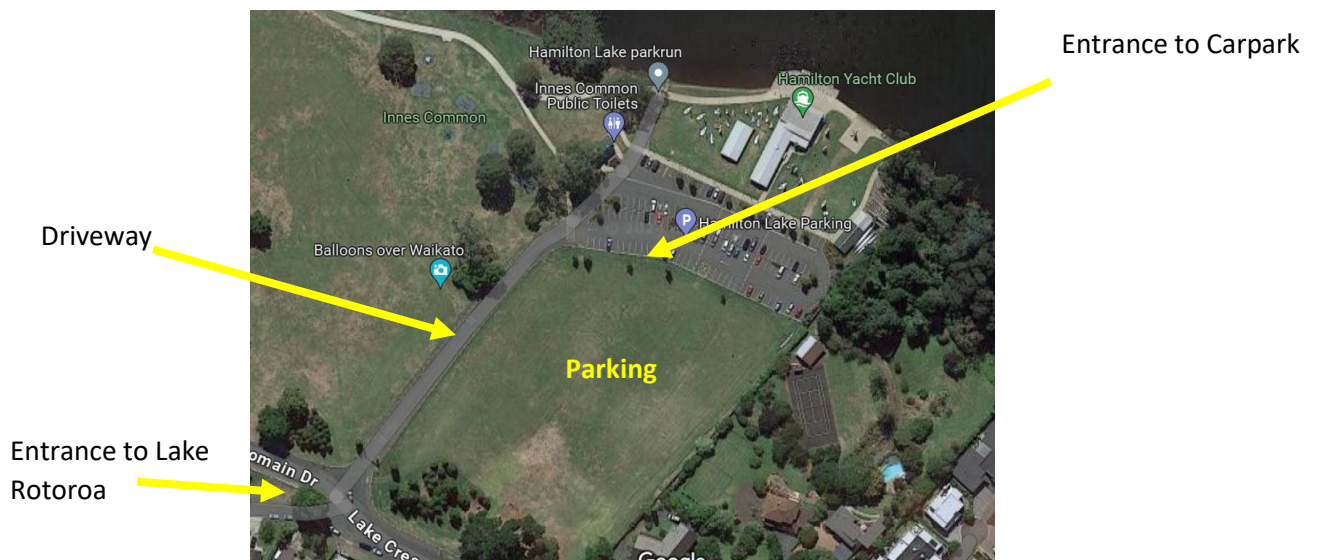 Entrance to Carpark
Hamilton Lake parkrun
Hamilton Yacht Club
Innes Common
Public Toilets
Innes Common
Hamilton Lake Parking
P
Driveway
Balloons over Waikato
Parking
Entrance to Lake
Rotoroa
omain Dr
Lake Cres
Google